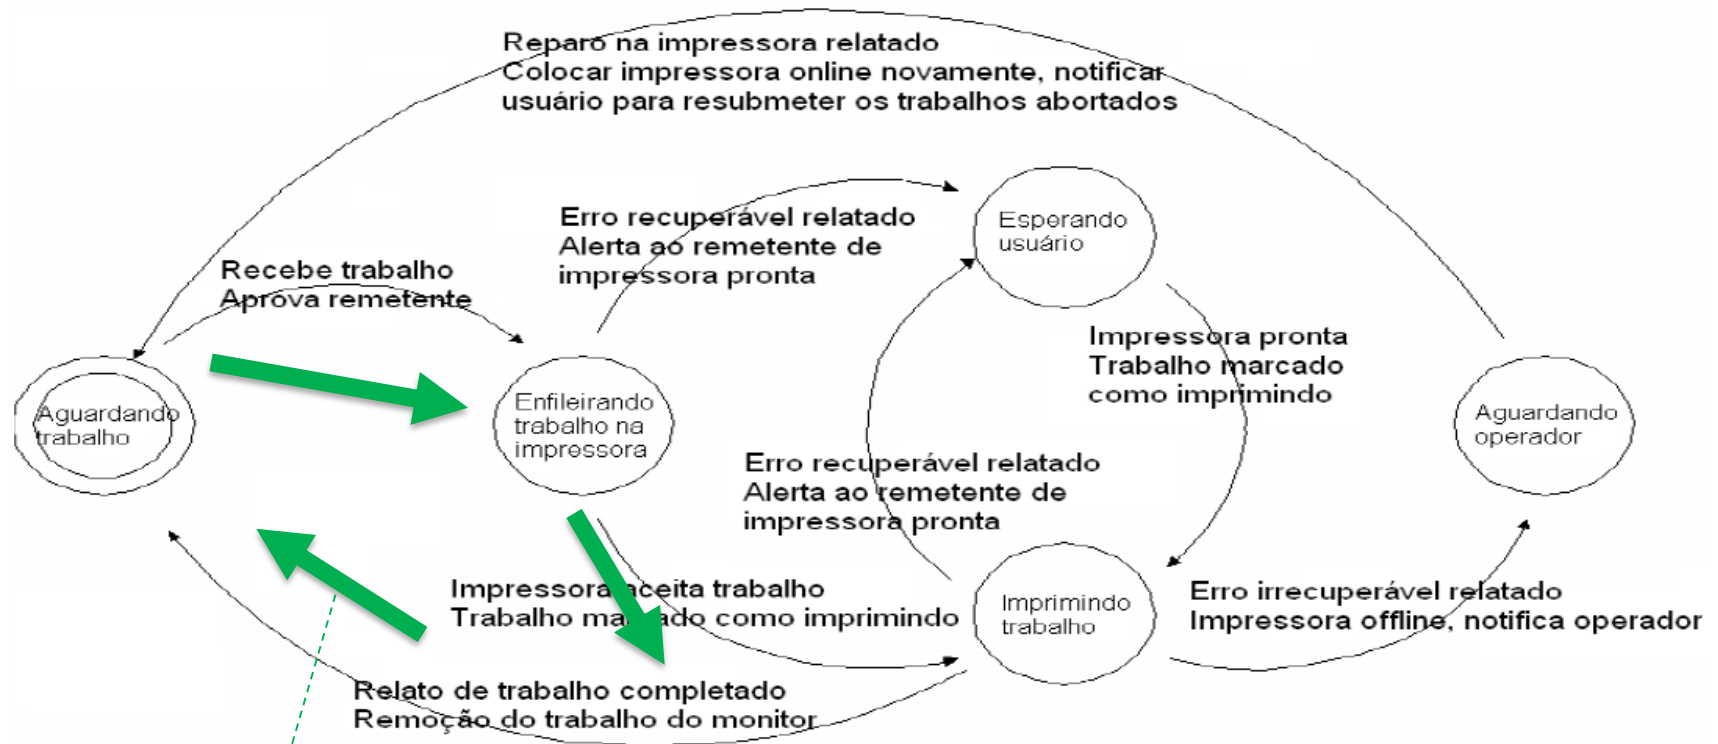 Reparo na impressora relatado
Colocar impressora online novamente, notificar
usuário para resubmeter os trabalhos abortados
Erro recuperável relatado
Alerta ao remetente de
impressora pronta
Esperando
usuário
Recebe trabalho
Aprova remetente
Impressora pronta
Trabalho marcado
como imprimindo
Aguardando
trabalho
Enfileirando
trabalho na
impressora
Aguardando
operador
Erro recuperável relatado
Alerta ao remetente de
impressora pronta
Impressora aceita trabalho
Trabalho marcado como imprimindo
Imprimindo
trabalho
Erro irrecuperável relatado
Impressora offline, notifica operador
Relato de trabalho completado
Remoção do trabalho do monitor